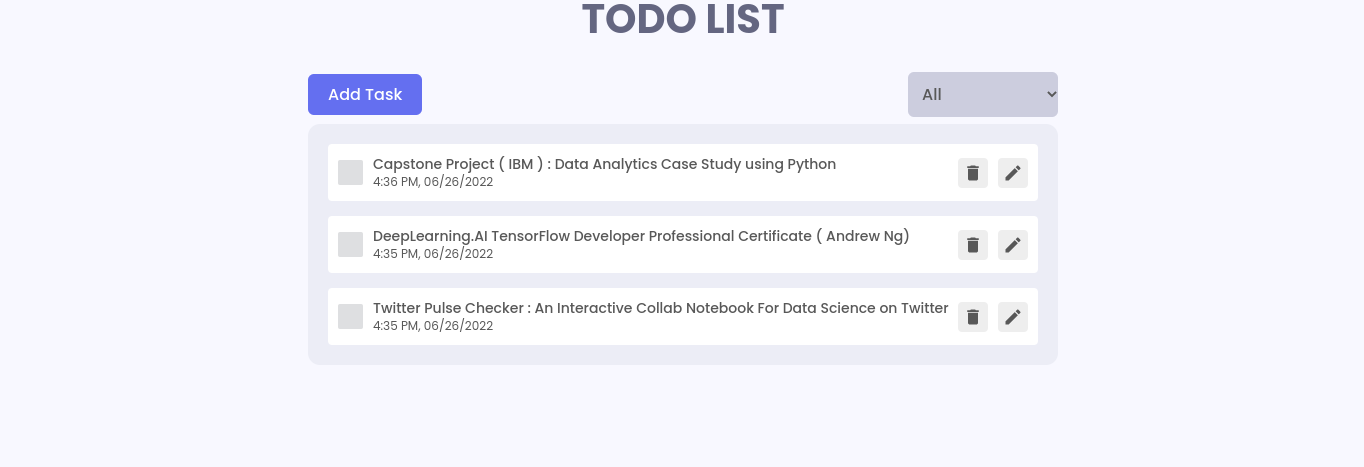 TODO LIST
Add Task
All
Capstone Project ( IBM ) : Data Analytics Case Study using Python
4:36 PM, 06/26/2022
DeepLearning.AI TensorFlow Developer Professional Certificate ( Andrew Ng)
4:35 PM, 06/26/2022
Twitter Pulse Checker : An Interactive Collab Notebook For Data Science on Twitter
4:35 PM, 06/26/2022